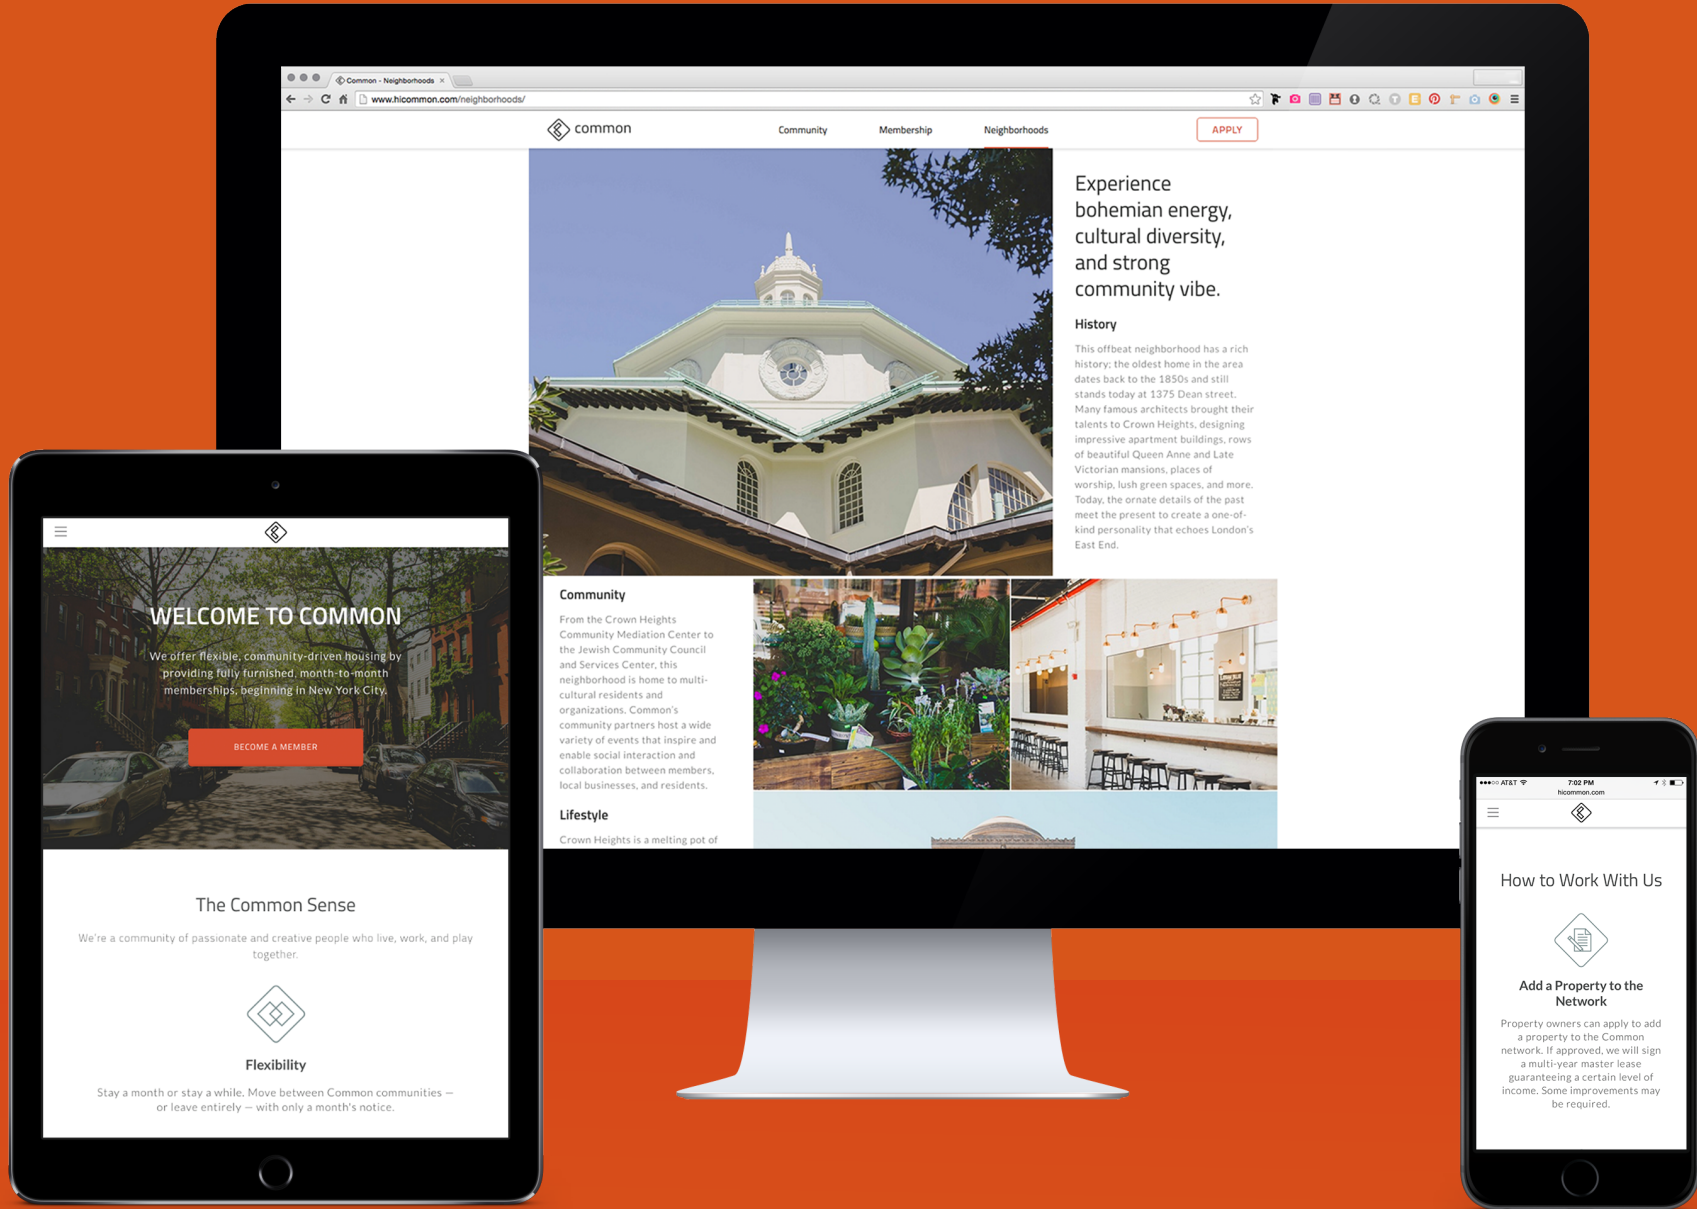 Common - Neighborhoods
www.hicommon.com/neighborhoods/
common
Community
Membership
Neighborhoods
APPLY
Experience
bohemian energy,
cultural diversity,
and strong
community vibe.
History
This offbeat neighborhood has a rich
history; the oldest home in the area
dates back to the 1850s and still
stands today at 1375 Dean street.
Many famous architects brought their
talents to Crown Heights, designing
impressive apartment buildings, rows
of beautiful Queen Anne and Late
Victorian mansions, places of
worship, lush green spaces, and more.
Today, the ornate details of the past
meet the present to create a one-of-
kind personality that echoes London's
East End.
Community
From the Crown Heights
Community Mediation Center to
the Jewish Community Council
and Services Center, this
neighborhood is home to multi-
cultural residents and
organizations. Common's
community partners host a wide
variety of events that inspire and
enable social interaction and
collaboration between members,
local businesses, and residents.
Lifestyle
Crown Heights is a melting pot of
WELCOME TO COMMON
We offer flexible, community-driven housing by
providing fully furnished, month-to-month
memberships, beginning in New York City.
BECOME A MEMBER
The Common Sense
We're a community of passionate and creative people who live, work, and play
together.
Flexibility
Stay a month or stay a while. Move between Common communities —
or leave entirely — with only a month's notice.
AT&T
7:02 PM
hicommon.com
How to Work With Us
Add a Property to the
Network
Property owners can apply to add
a property to the Common
network. If approved, we will sign
a multi-year master lease
guaranteeing a certain level of
income. Some improvements may
be required.